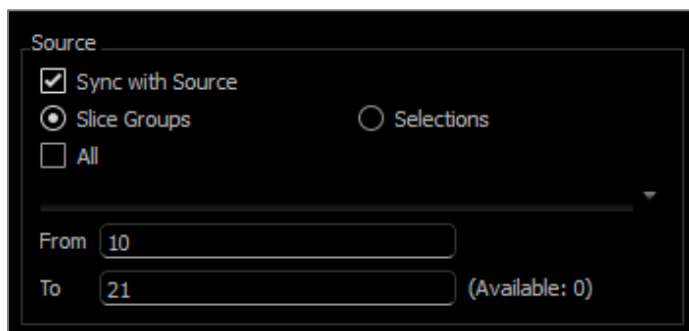 Source
Sync with Source
Slice Groups Selections
All
From 10
To 21 (Available: 0)